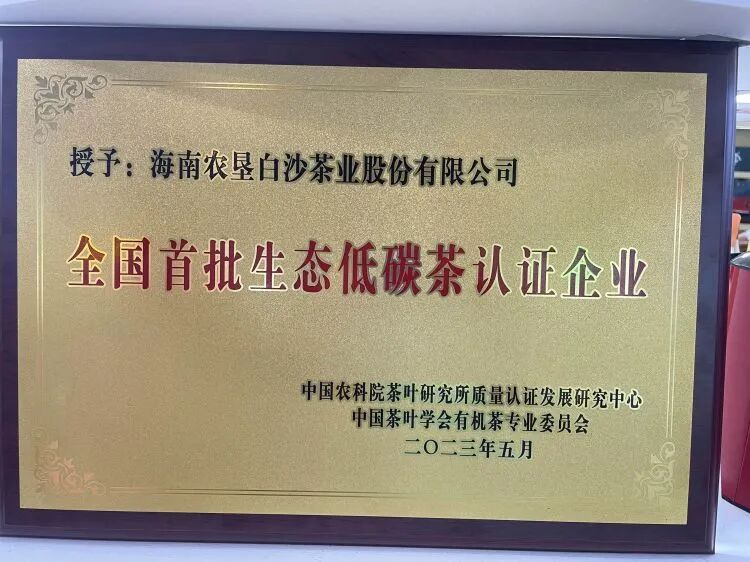 授予：海南农垦白沙茶业股份有限公司
全国首批生态低碳茶认证企业
中国农科院茶叶研究所质量认证发展研究中心
中国茶叶学会有机茶专业委员会
二〇二三年五月